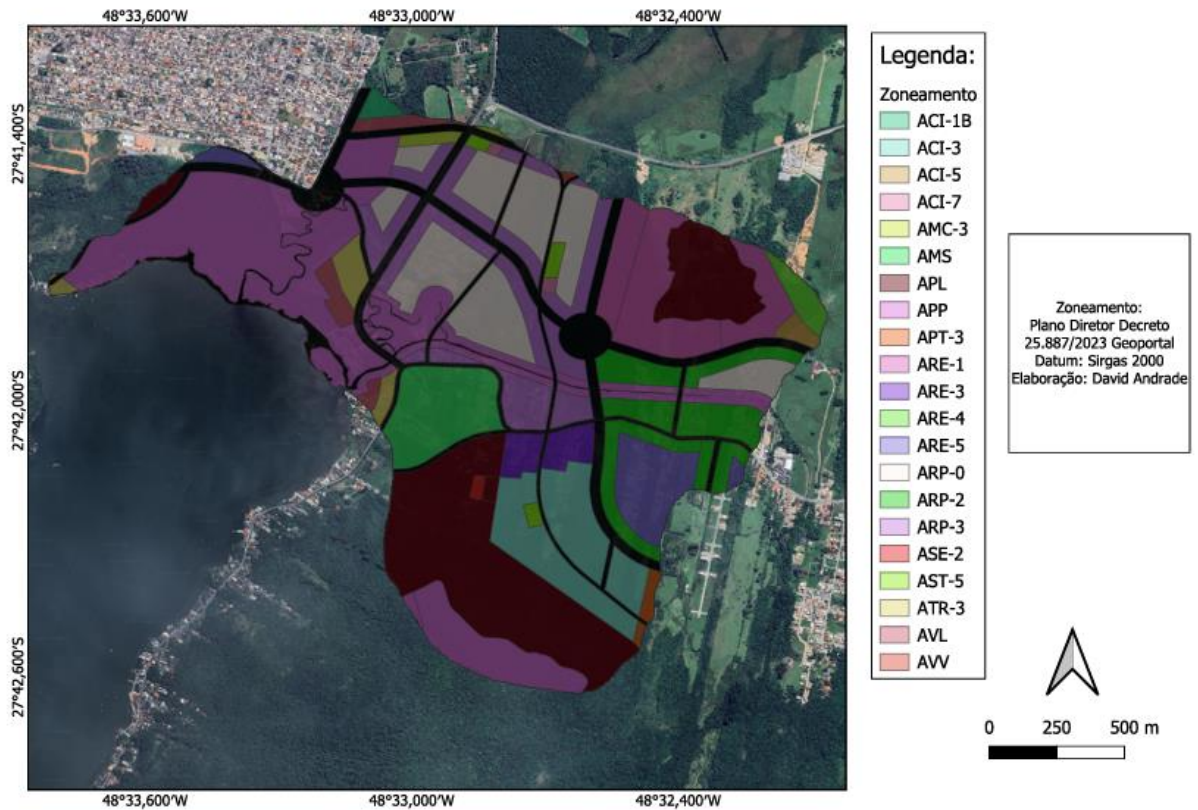 48°33,600'W 48°33,000'W 48°32,400'W
27°41,400'S
27°42,000'S
27°42,600'S
48°33,600'W 48°33,000'W 48°32,400'W
Legenda:
Zoneamento
ACI-1B
ACI-3
ACI-5
ACI-7
AMC-3
AMS
APL
APP
APT-3
ARE-1
ARE-3
ARE-4
ARE-5
ARP-0
ARP-2
ARP-3
ASE-2
AST-5
ATR-3
AVL
AVV
Zoneamento:
Plano Diretor Decreto
25.887/2023 Geoportal
Datum: Sirgas 2000
Elaboração: David Andrade
0 250 500 m